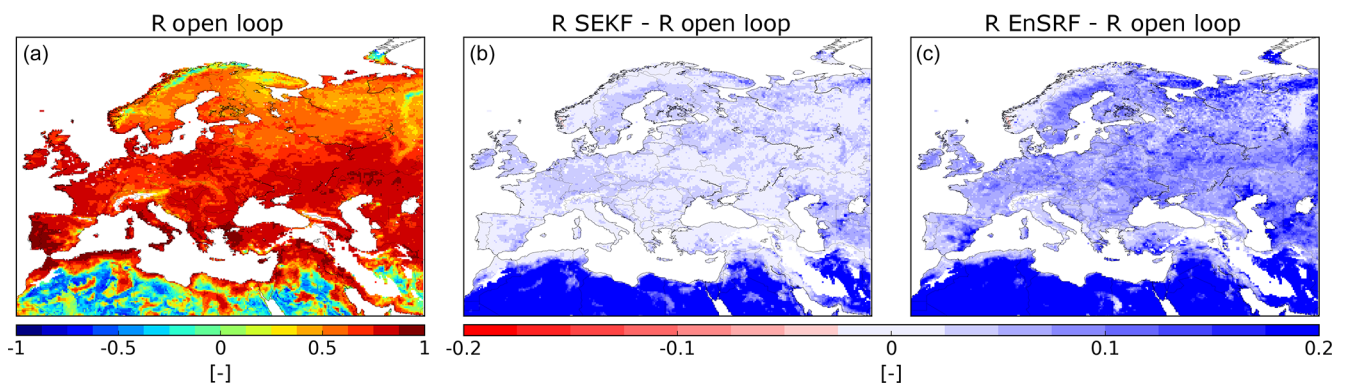 R open loop
R SEKF - R open loop
R EnSRF - R open loop
(a)
(b)
(c)
-1 -0.5 0 0.5 1
-0.2 -0.1 0 0.1 0.2
[-]
[-]